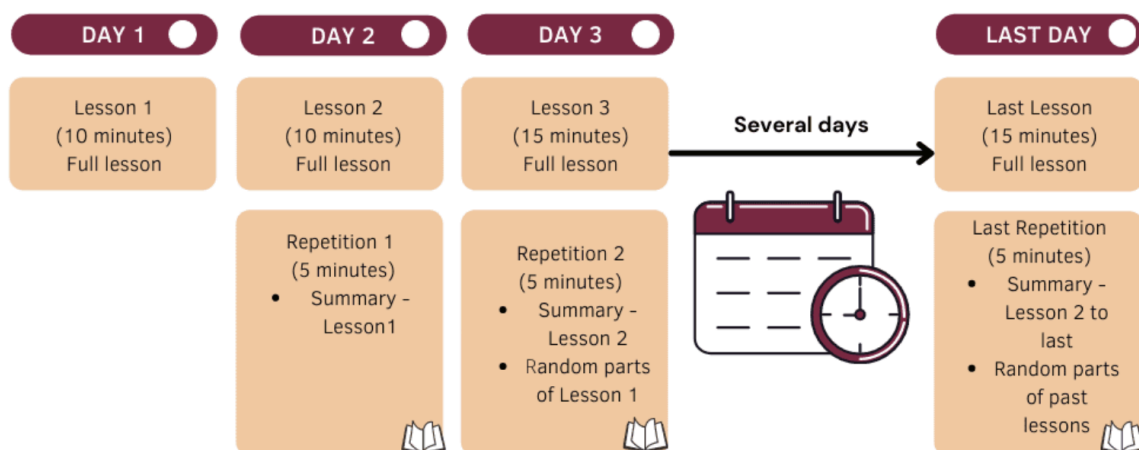 DAY 1
Lesson 1
(10 minutes)
Full lesson
DAY 2
Lesson 2
(10 minutes)
Full lesson
Repetition 1
(5 minutes)
• Summary -
Lesson1
DAY 3
Lesson 3
(15 minutes)
Full lesson
Repetition 2
(5 minutes)
• Summary -
Lesson 2
• Random parts
of Lesson 1
Several days
LAST DAY
Last Lesson
(15 minutes)
Full lesson
Last Repetition
(5 minutes)
• Summary -
Lesson 2 to
last
• Random parts
of past
lessons